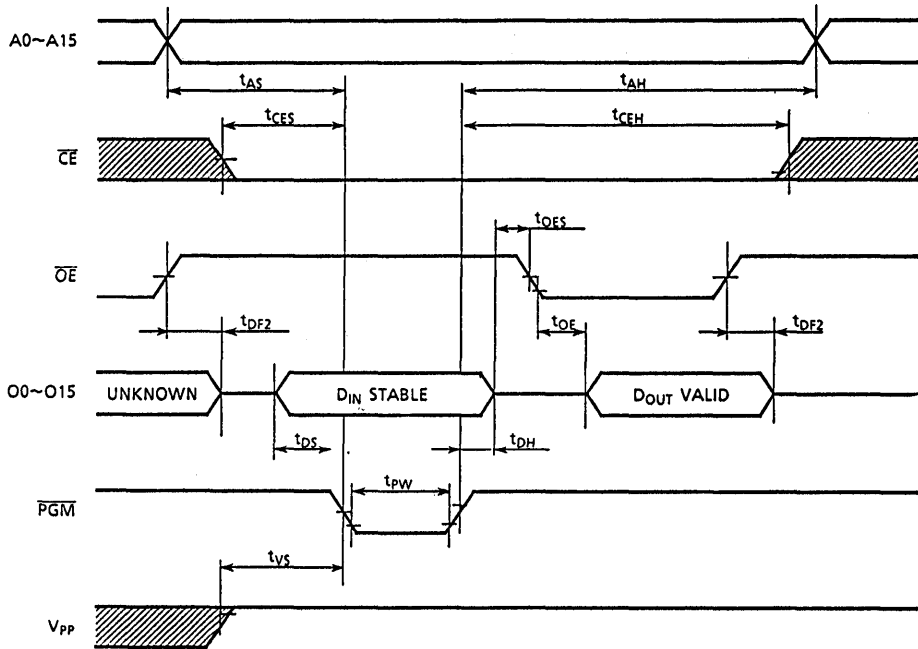 A0~A15
tAS
tAH
tCES
tCEH
CE
tOES
OE
tDF2
tOE
tDF2
O0~O15
UNKNOWN
DIN STABLE
DOUT VALID
tDS
tDH
tPW
PGM
tVS
VPP